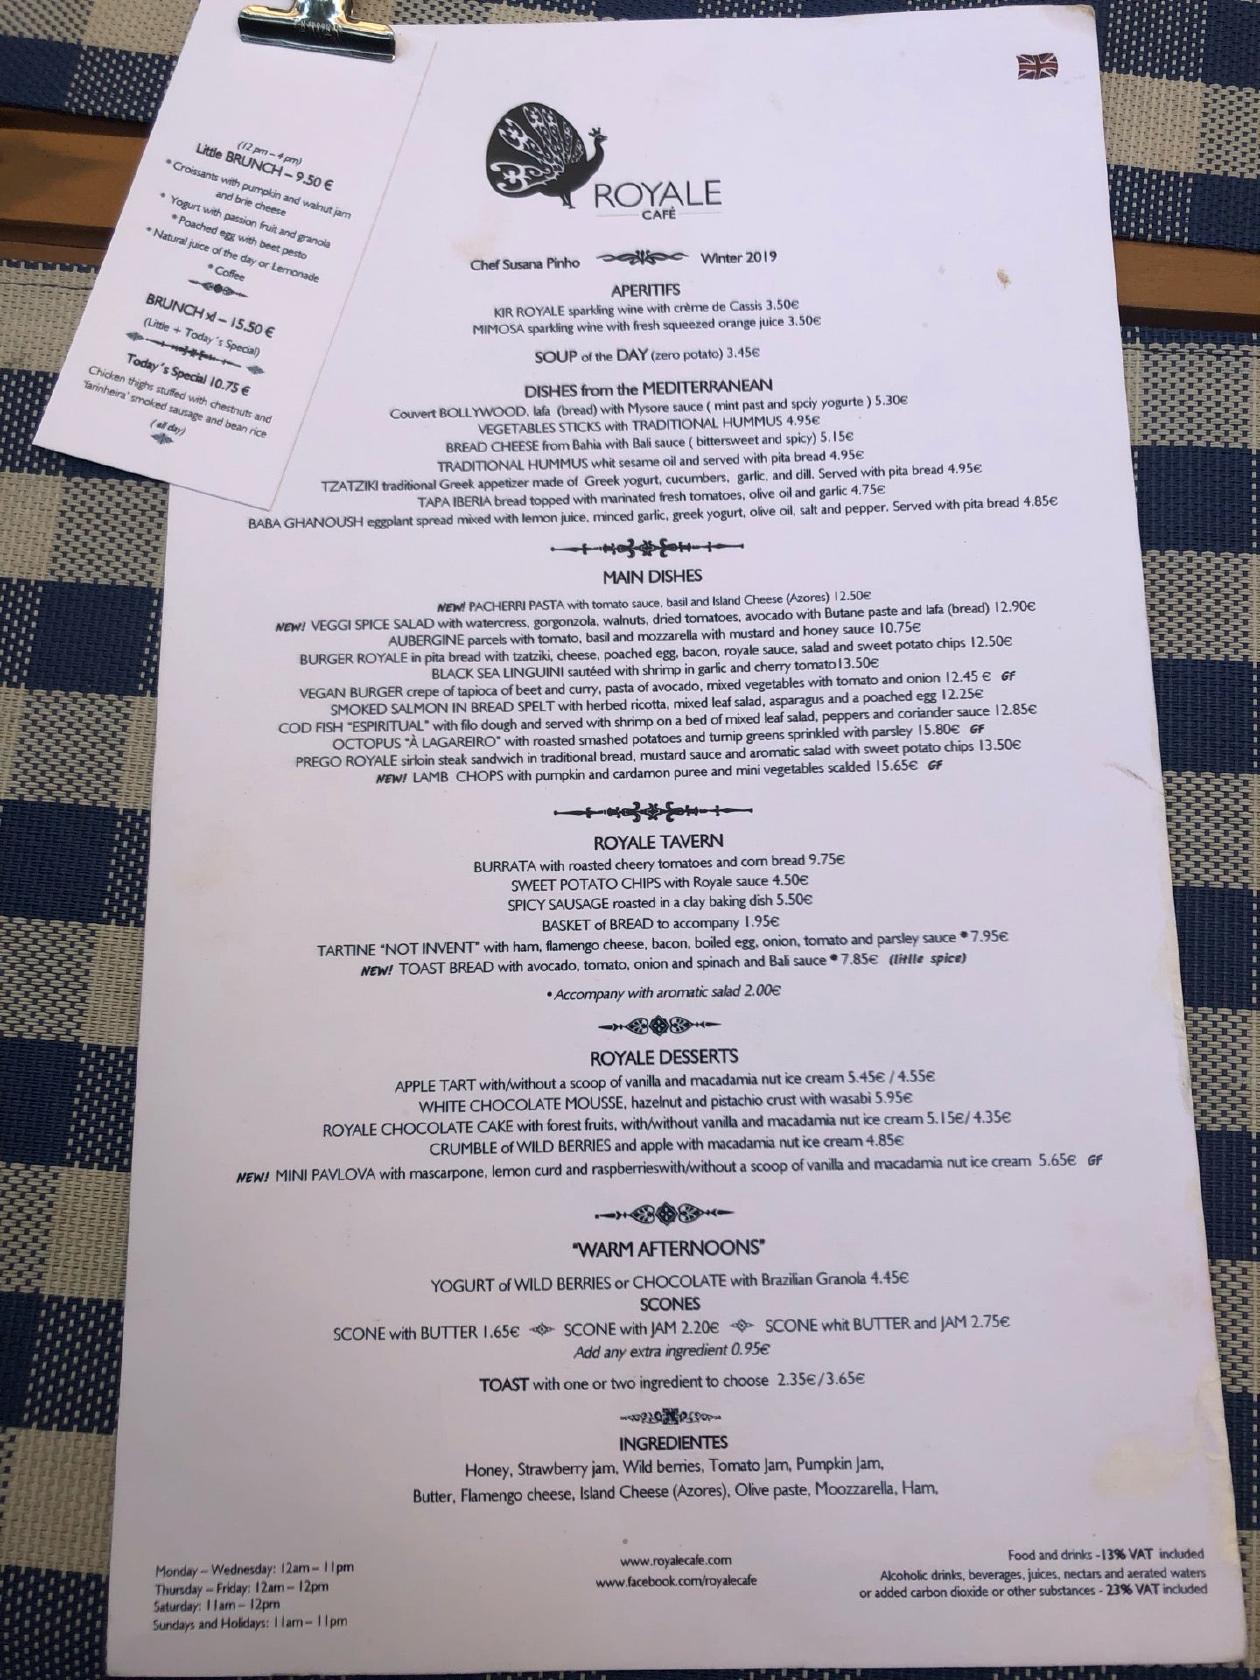 (12 pm – 4 pm)
Little BRUNCH – 9.50 €
* Croissants with pumpkin and walnut jam
and brie cheese
* Yogurt with passion fruit and granola
* Poached egg with beet pesto
* Natural juice of the day or Lemonade
* Coffee
BRUNCH xl – 15.50 €
(Little + Today´s Special)
Today´s Special 10.75 €
Chicken thighs stuffed with chestnuts and
'farinheira' smoked sausage and bean rice
(all day)
ROYALE
CAFÉ
Chef Susana Pinho Winter 2019
APERITIFS
KIR ROYALE sparkling wine with crème de Cassis 3.50€
MIMOSA sparkling wine with fresh squeezed orange juice 3.50€
SOUP of the DAY (zero potato) 3.45€
DISHES from the MEDITERRANEAN
Couvert BOLLYWOOD, lafa (bread) with Mysore sauce ( mint past and spciy yogurte ) 5.30€
VEGETABLES STICKS with TRADITIONAL HUMMUS 4.95€
BREAD CHEESE from Bahia with Bali sauce ( bittersweet and spicy) 5.15€
TRADITIONAL HUMMUS whit sesame oil and served with pita bread 4.95€
TZATZIKI traditional Greek appetizer made of Greek yogurt, cucumbers, garlic, and dill. Served with pita bread 4.95€
TAPA IBERIA bread topped with marinated fresh tomatoes, olive oil and garlic 4.75€
BABA GHANOUSH eggplant spread mixed with lemon juice, minced garlic, greek yogurt, olive oil, salt and pepper. Served with pita bread 4.85€
MAIN DISHES
NEW! PACHERRI PASTA with tomato sauce, basil and Island Cheese (Azores) 12.50€
NEW! VEGGI SPICE SALAD with watercress, gorgonzola, walnuts, dried tomatoes, avocado with Butane paste and lafa (bread) 12.90€
AUBERGINE parcels with tomato, basil and mozzarella with mustard and honey sauce 10.75€
BURGER ROYALE in pita bread with tzatziki, cheese, poached egg, bacon, royale sauce, salad and sweet potato chips 12.50€
BLACK SEA LINGUINI sautéed with shrimp in garlic and cherry tomato13.50€
VEGAN BURGER crepe of tapioca of beet and curry, pasta of avocado, mixed vegetables with tomato and onion 12.45 € GF
SMOKED SALMON IN BREAD SPELT with herbed ricotta, mixed leaf salad, asparagus and a poached egg 12.25€
COD FISH "ESPIRITUAL" with filo dough and served with shrimp on a bed of mixed leaf salad, peppers and coriander sauce 12.85€
OCTOPUS "À LAGAREIRO" with roasted smashed potatoes and turnip greens sprinkled with parsley 15.80€ GF
PREGO ROYALE sirloin steak sandwich in traditional bread, mustard sauce and aromatic salad with sweet potato chips 13.50€
NEW! LAMB CHOPS with pumpkin and cardamon puree and mini vegetables scalded 15.65€ GF
ROYALE TAVERN
BURRATA with roasted cheery tomatoes and corn bread 9.75€
SWEET POTATO CHIPS with Royale sauce 4.50€
SPICY SAUSAGE roasted in a clay baking dish 5.50€
BASKET of BREAD to accompany 1.95€
TARTINE "NOT INVENT" with ham, flamengo cheese, bacon, boiled egg, onion, tomato and parsley sauce * 7.95€
NEW! TOAST BREAD with avocado, tomato, onion and spinach and Bali sauce * 7.85€ (little spice)
* Accompany with aromatic salad 2.00€
ROYALE DESSERTS
APPLE TART with/without a scoop of vanilla and macadamia nut ice cream 5.45€ / 4.55€
WHITE CHOCOLATE MOUSSE, hazelnut and pistachio crust with wasabi 5.95€
ROYALE CHOCOLATE CAKE with forest fruits, with/without vanilla and macadamia nut ice cream 5.15€/ 4.35€
CRUMBLE of WILD BERRIES and apple with macadamia nut ice cream 4.85€
NEW! MINI PAVLOVA with mascarpone, lemon curd and raspberrieswith/without a scoop of vanilla and macadamia nut ice cream 5.65€ GF
"WARM AFTERNOONS"
YOGURT of WILD BERRIES or CHOCOLATE with Brazilian Granola 4.45€
SCONES
SCONE with BUTTER 1.65€ SCONE with JAM 2.20€ SCONE whit BUTTER and JAM 2.75€
Add any extra ingredient 0.95€
TOAST with one or two ingredient to choose 2.35€/3.65€
INGREDIENTES
Honey, Strawberry jam, Wild berries, Tomato Jam, Pumpkin Jam,
Butter, Flamengo cheese, Island Cheese (Azores), Olive paste, Moozzarella, Ham,
Monday – Wednesday: 12am – 11pm
Thursday – Friday: 12am – 12pm
Saturday: 11am – 12pm
Sundays and Holidays: 11am – 11pm
www.royalecafe.com
www.facebook.com/royalecafe
Food and drinks -13% VAT included
Alcoholic drinks, beverages, juices, nectars and aerated waters
or added carbon dioxide or other substances - 23% VAT included